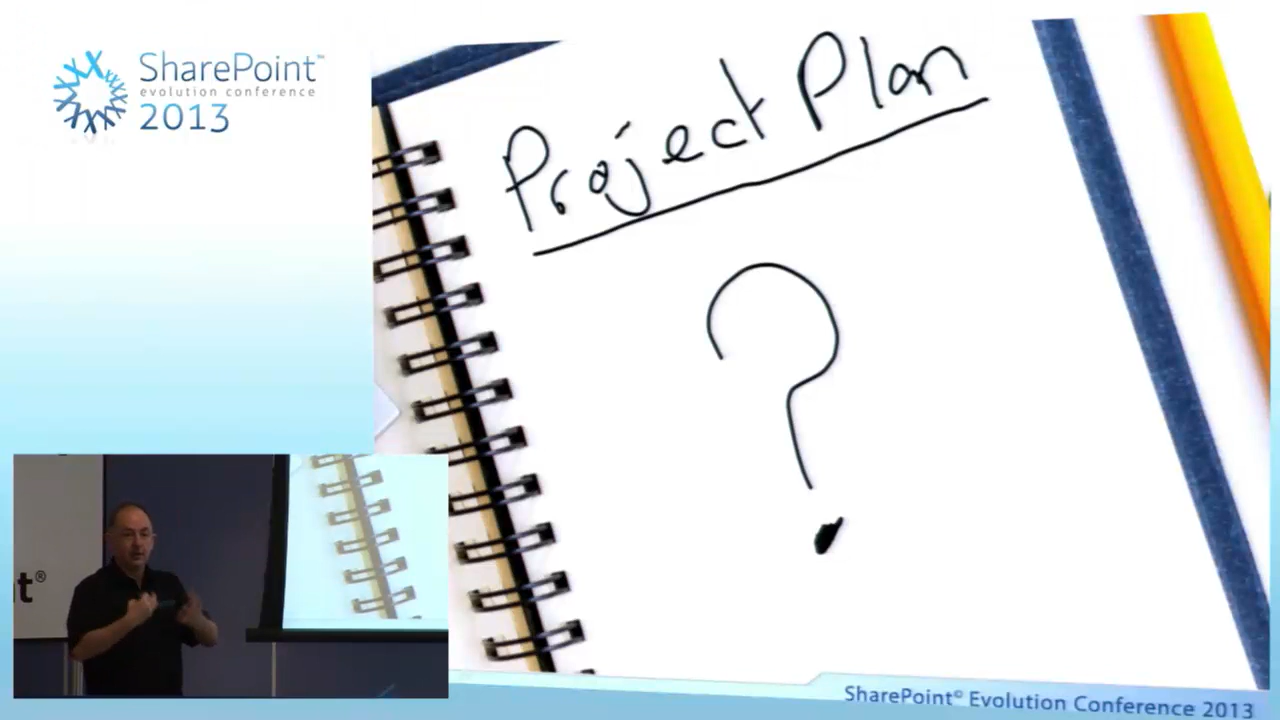 SharePoint™
evolution conference
2013
Project Plan
?
t®
SharePoint® Evolution Conference 2013